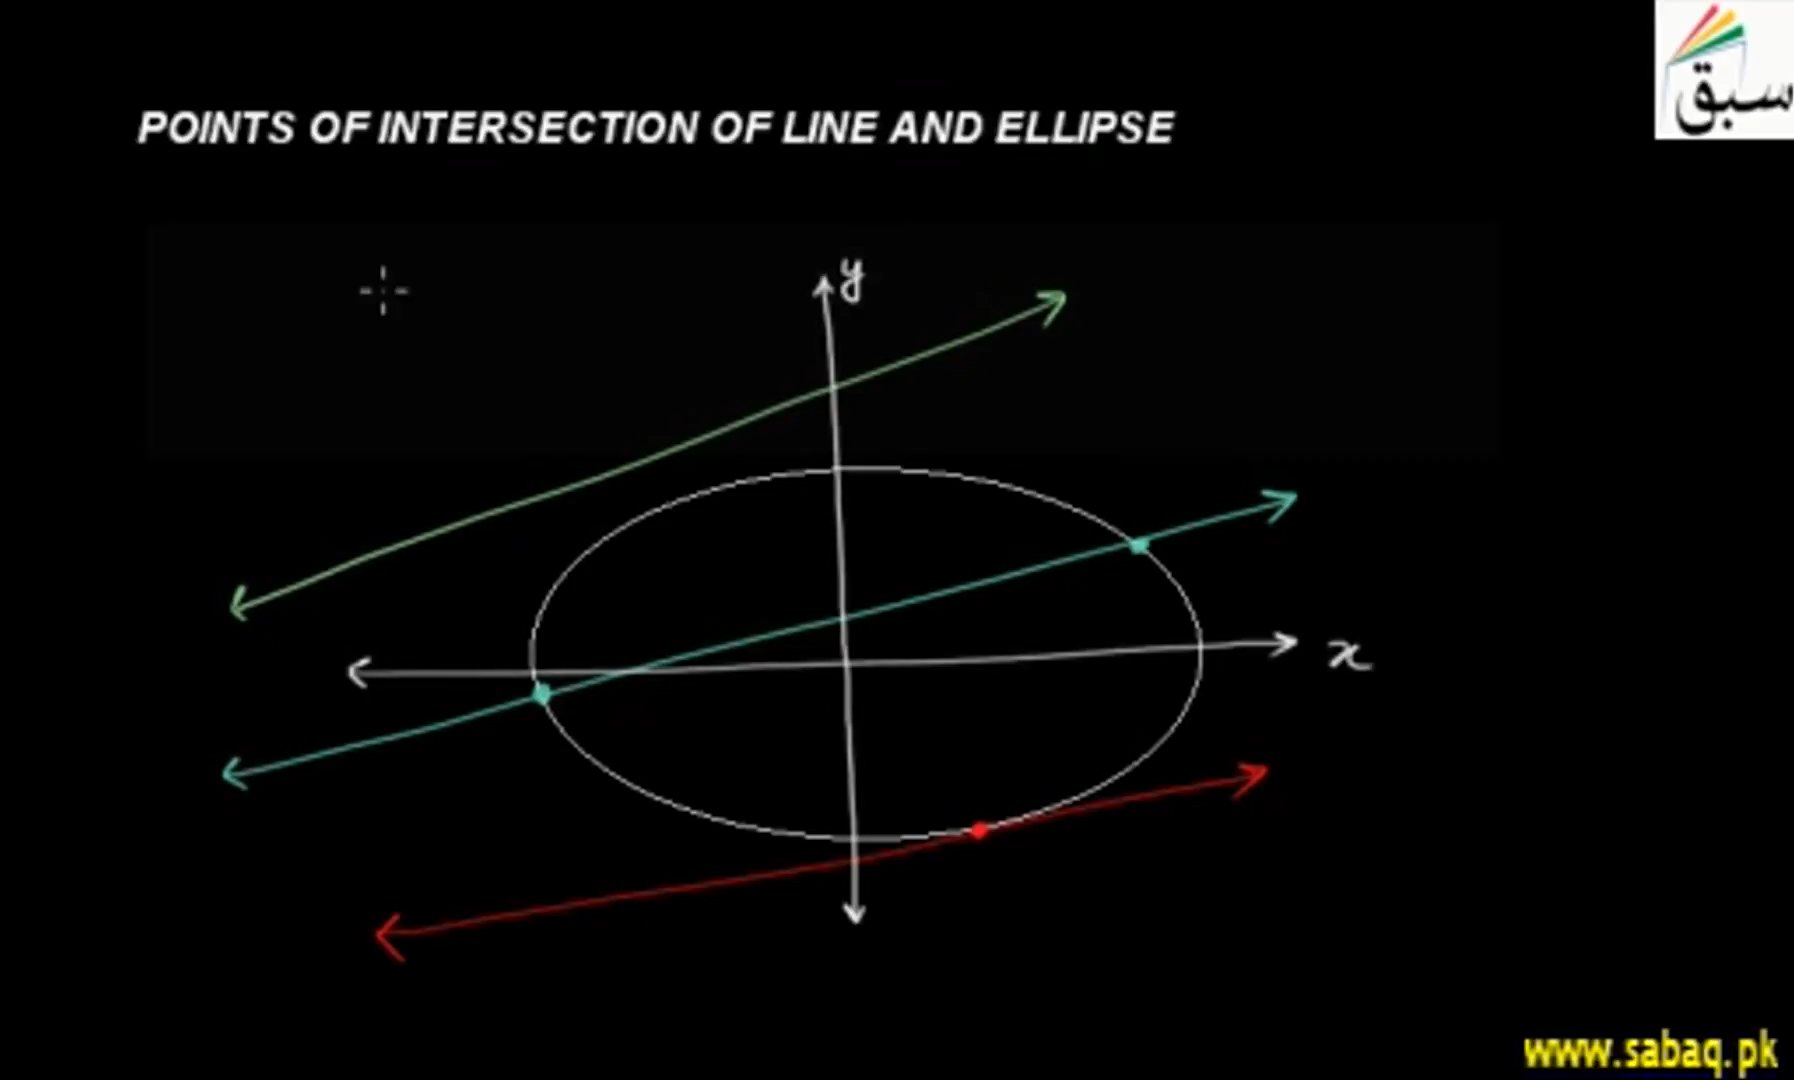 سبق
POINTS OF INTERSECTION OF LINE AND ELLIPSE
y
x
www.sabaq.pk